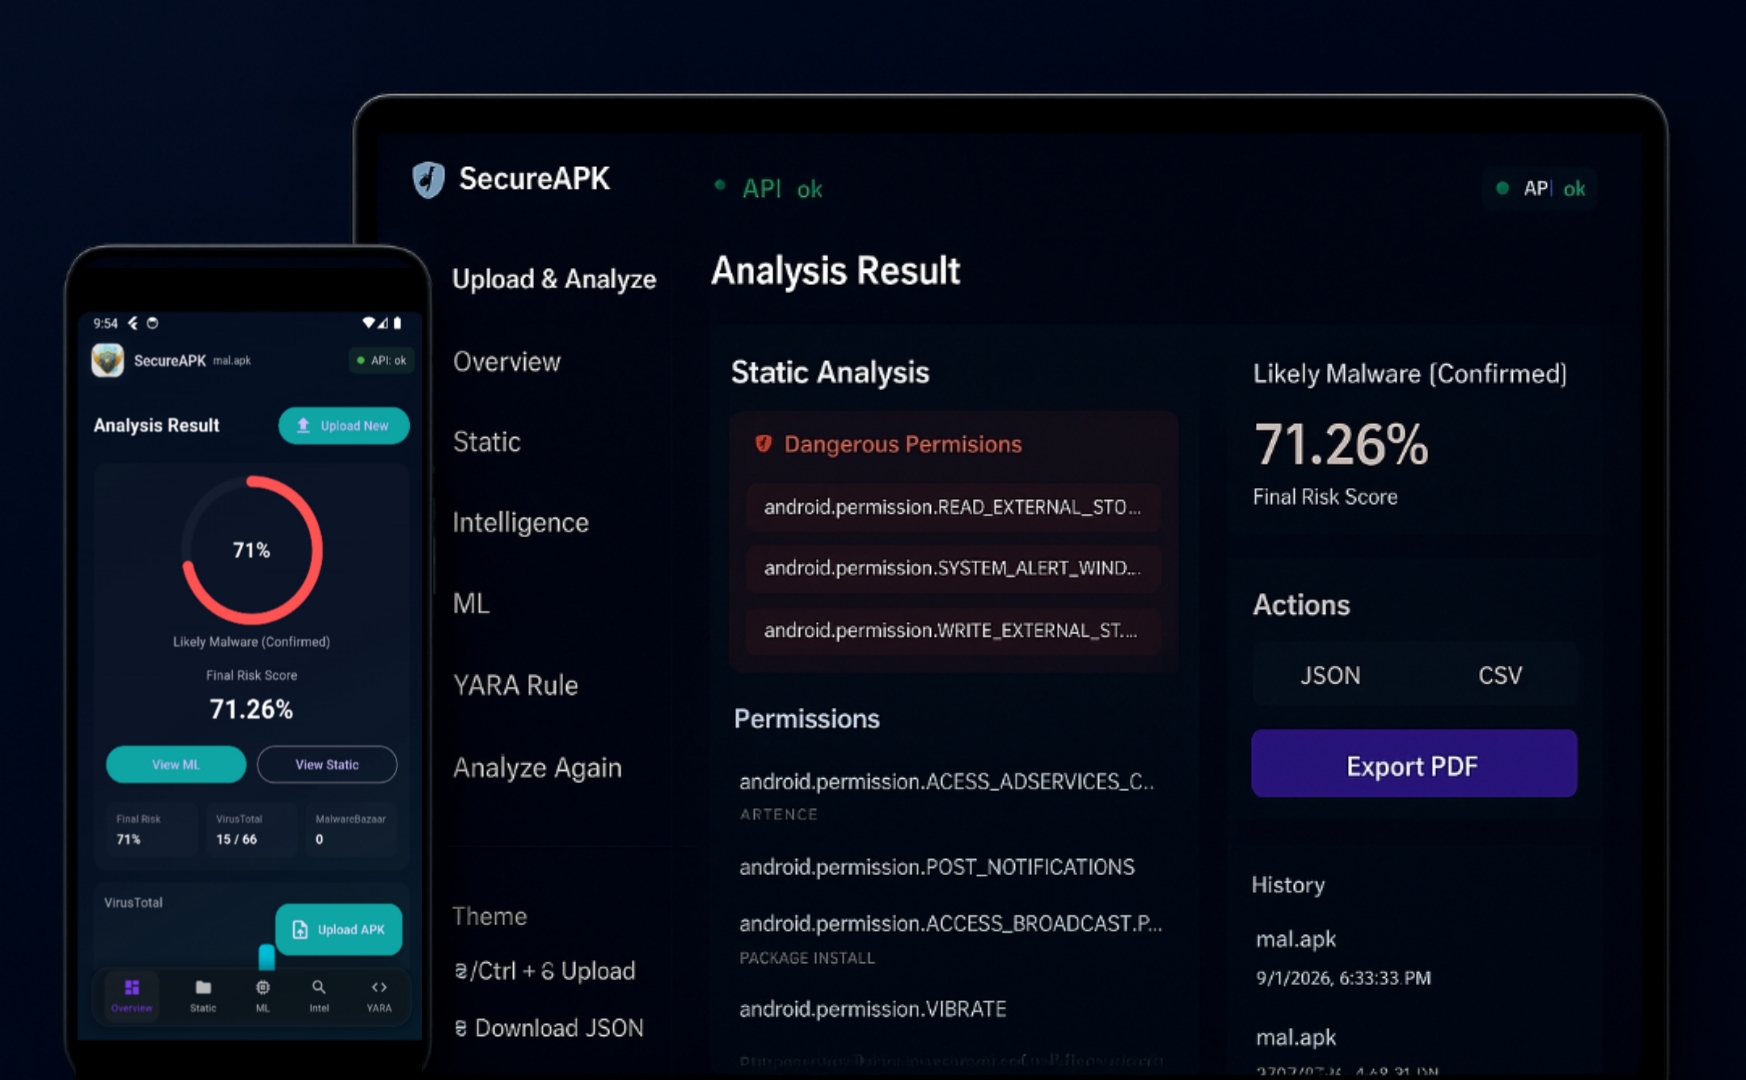 9:54
SecureAPK mal.apk
API: ok
Analysis Result
Upload New
71%
Likely Malware (Confirmed)
Final Risk Score
71.26%
View ML
View Static
Final Risk
71%
VirusTotal
15 / 66
MalwareBazaar
0
VirusTotal
Upload APK
Overview
Static
ML
Intel
YARA
SecureAPK
API ok
API ok
Upload & Analyze
Overview
Static
Intelligence
ML
YARA Rule
Analyze Again
Theme
/Ctrl + Upload
Download JSON
Analysis Result
Static Analysis
Dangerous Permisions
android.permission.READ_EXTERNAL_STO...
android.permission.SYSTEM_ALERT_WIND...
android.permission.WRITE_EXTERNAL_ST....
Permissions
android.permission.ACESS_ADSERVICES_C..
ARTENCE
android.permission.POST_NOTIFICATIONS
android.permission.ACCESS_BROADCAST.P...
PACKAGE INSTALL
android.permission.VIBRATE
Likely Malware (Confirmed)
71.26%
Final Risk Score
Actions
JSON
CSV
Export PDF
History
mal.apk
9/1/2026, 6:33:33.PM
mal.apk